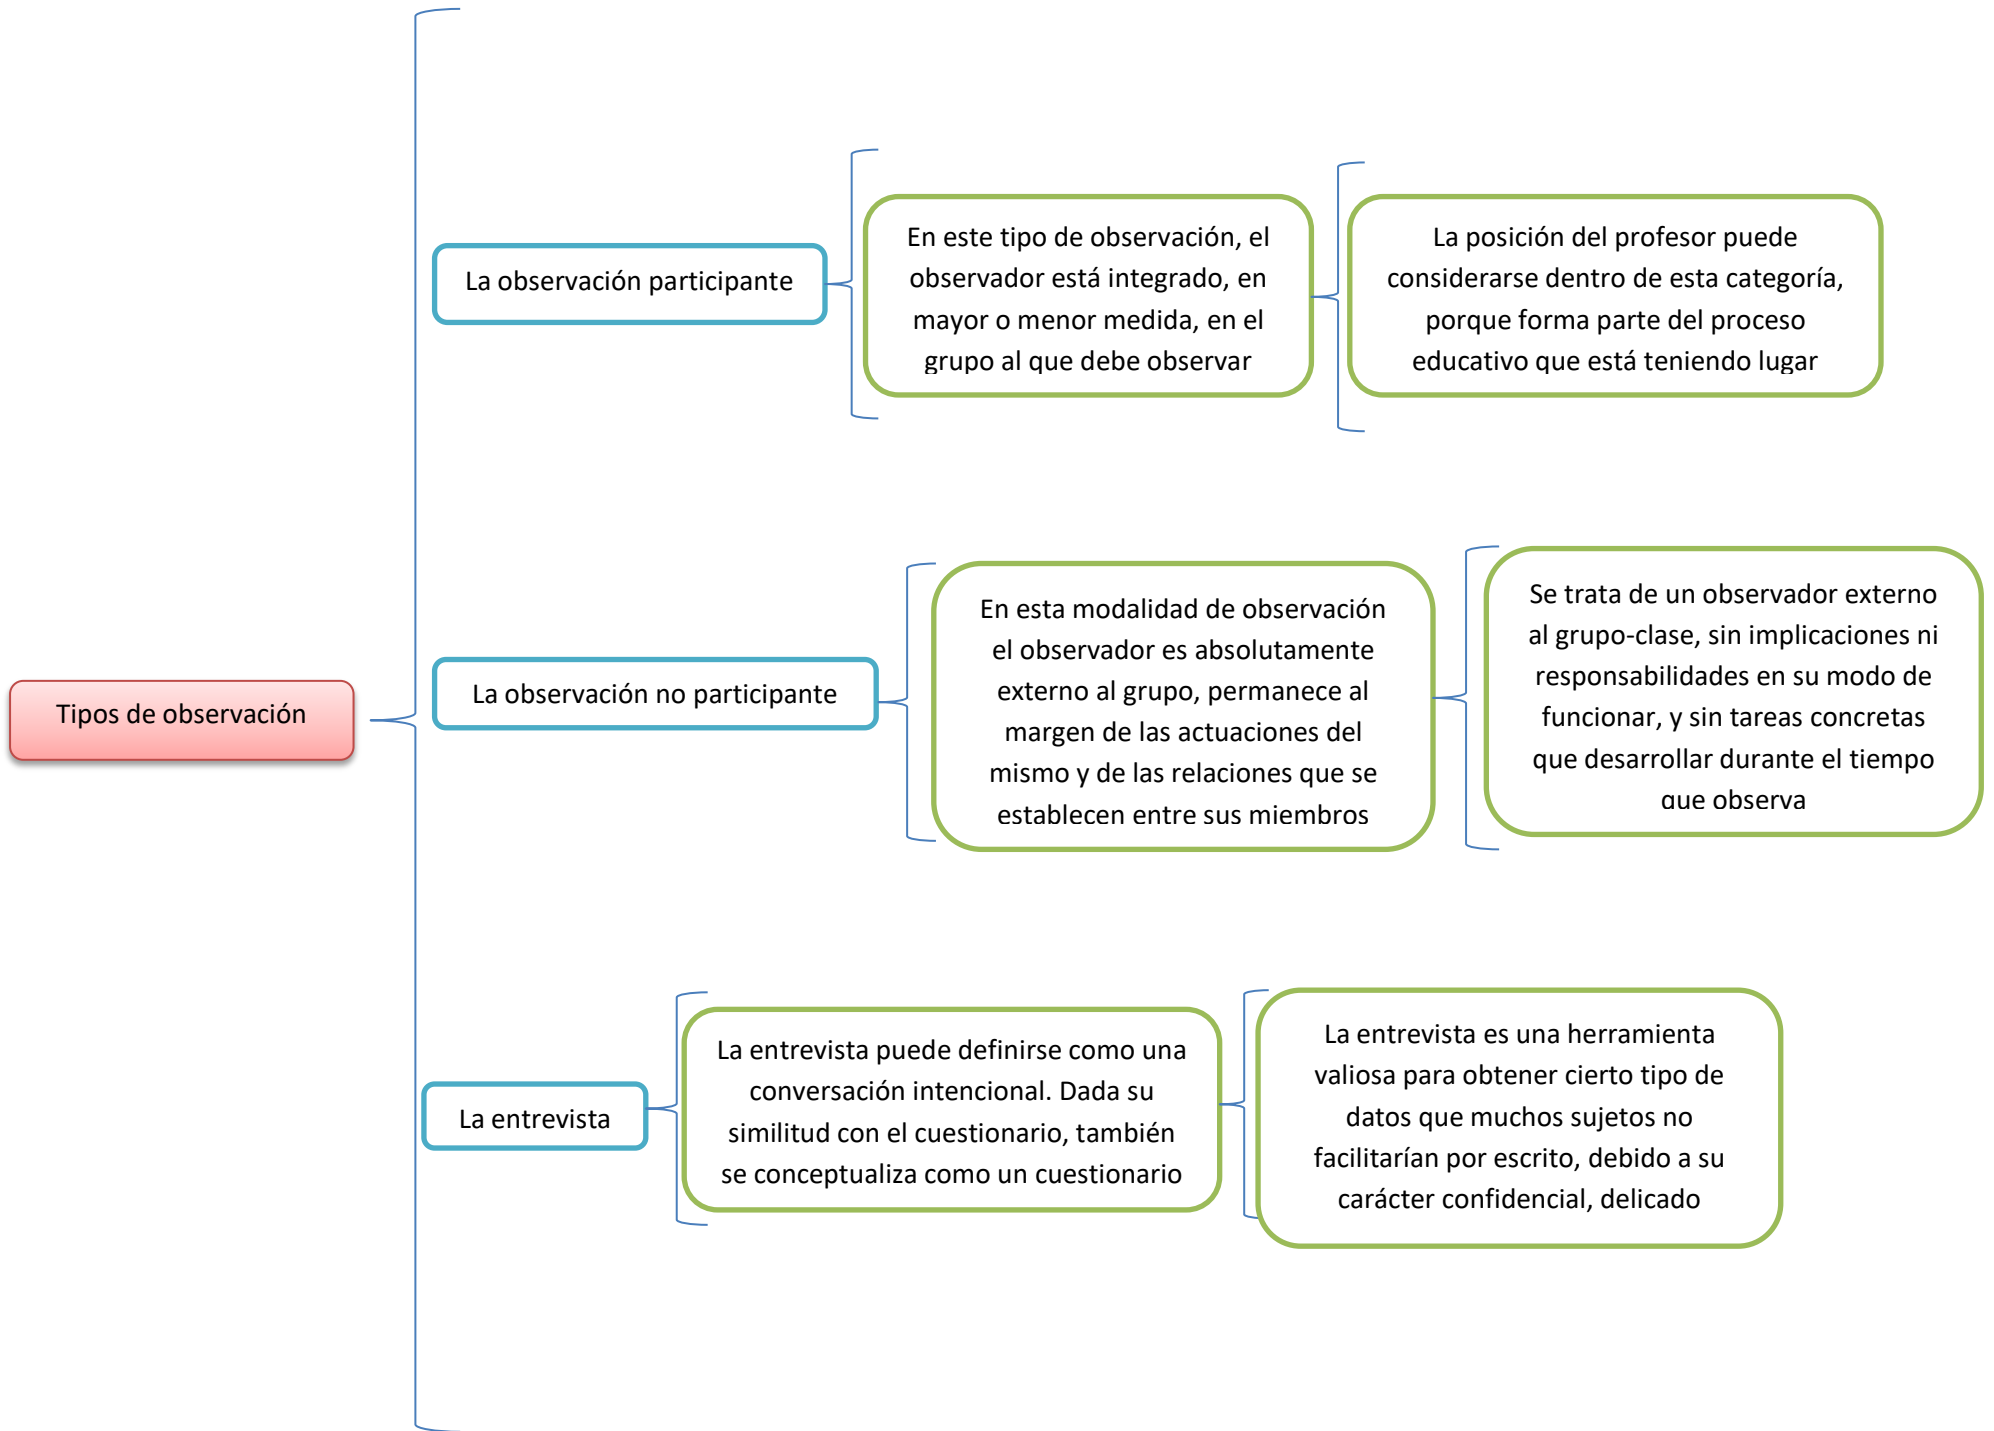 Tipos de observación
La observación participante
En este tipo de observación, el
observador está integrado, en
mayor o menor medida, en el
grupo al que debe observar
La posición del profesor puede
considerarse dentro de esta categoría,
porque forma parte del proceso
educativo que está teniendo lugar
La observación no participante
En esta modalidad de observación
el observador es absolutamente
externo al grupo, permanece al
margen de las actuaciones del
mismo y de las relaciones que se
establecen entre sus miembros
Se trata de un observador externo
al grupo-clase, sin implicaciones ni
responsabilidades en su modo de
funcionar, y sin tareas concretas
que desarrollar durante el tiempo
que observa
La entrevista
La entrevista puede definirse como una
conversación intencional. Dada su
similitud con el cuestionario, también
se conceptualiza como un cuestionario
La entrevista es una herramienta
valiosa para obtener cierto tipo de
datos que muchos sujetos no
facilitarían por escrito, debido a su
carácter confidencial, delicado